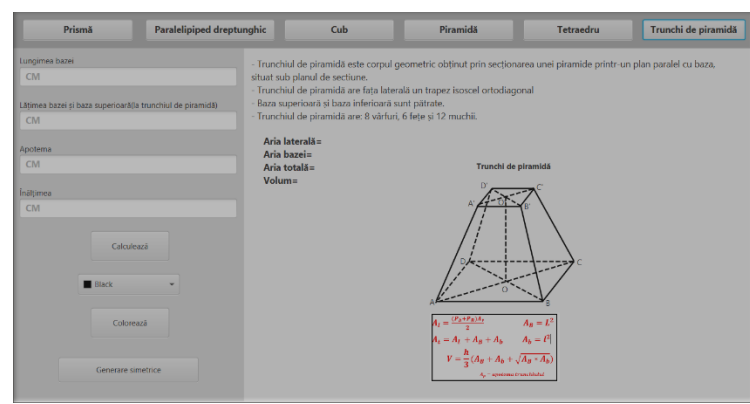 Prismă
Paralelipiped dreptunghic
Cub
Piramidă
Tetraedru
Trunchi de piramidă
Lungimea bazei
CM
Lățimea bazei și baza superioară(la trunchiul de piramidă)
CM
Apotema
CM
Înălțimea
CM
Calculează
Black
Colorează
Generare simetrice
- Trunchiul de piramidă este corpul geometric obținut prin secționarea unei piramide printr-un plan paralel cu baza,
situat sub planul de sectiune.
- Trunchiul de piramidă are fața laterală un trapez isoscel ortodiagonal
- Baza superioară și baza inferioară sunt pătrate.
- Trunchiul de piramidă are: 8 vârfuri, 6 fețe și 12 muchii.
Aria laterală=
Aria bazei=
Aria totală=
Volum=
Trunchi de piramidă
D' C'
A' O' B'
D C
O
A B
A_l = (P_B+P_b)A_t / 2 A_B = L²
A_t = A_l + A_B + A_b A_b = l²
V = h/3 (A_B + A_b + √(A_B * A_b))
a_t = apotema trunchiului